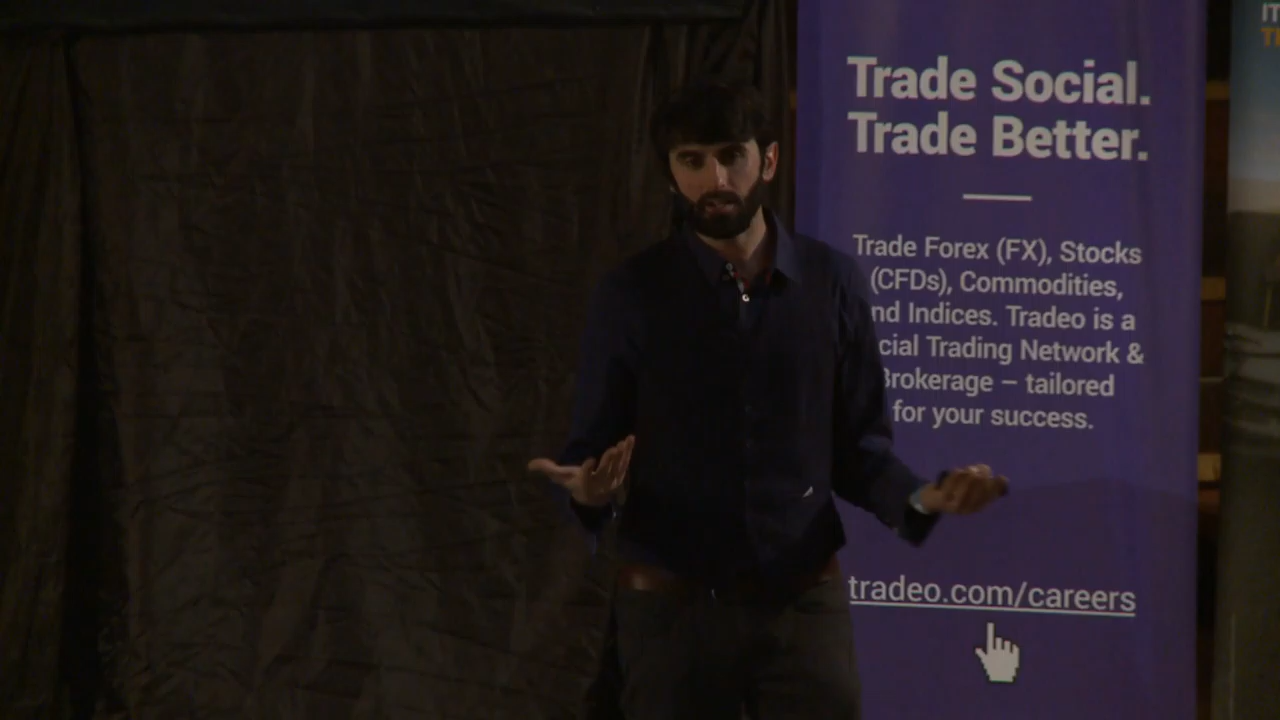 Trade Social.
Trade Better.
Trade Forex (FX), Stocks
(CFDs), Commodities,
nd Indices. Tradeo is a
cial Trading Network &
Brokerage – tailored
for your success.
tradeo.com/careers
IT